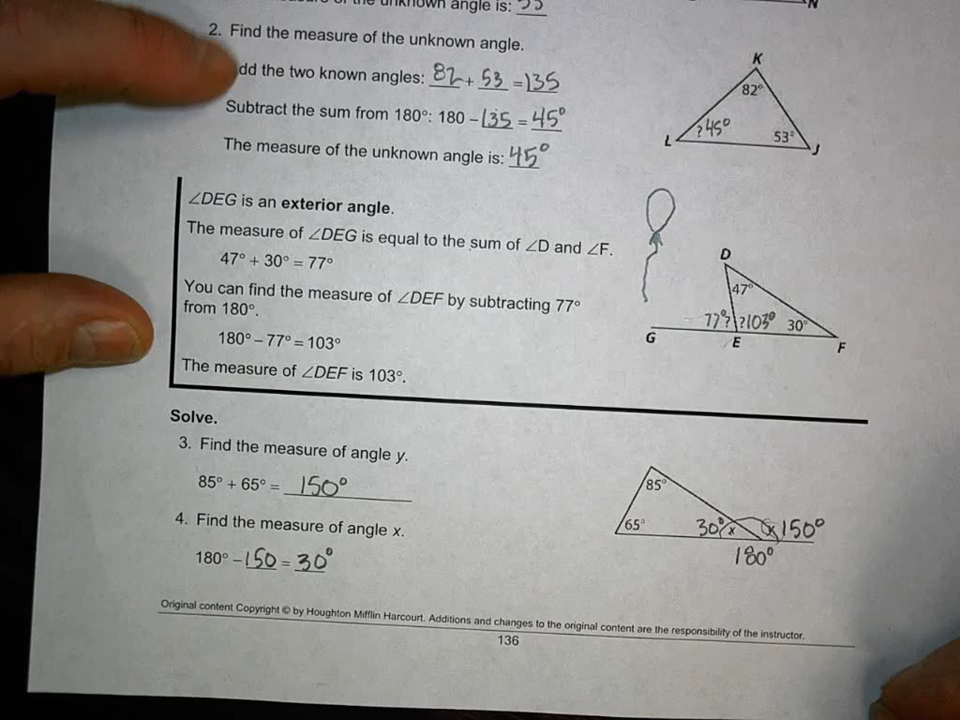 measure of the unknown angle is: 55
N
2. Find the measure of the unknown angle.
dd the two known angles: 82 + 53 = 135
Subtract the sum from 180°: 180 – 135 = 45°
The measure of the unknown angle is: 45°
K
82°
L
? 45°
53°
J
∠DEG is an exterior angle.
The measure of ∠DEG is equal to the sum of ∠D and ∠F.
47° + 30° = 77°
You can find the measure of ∠DEF by subtracting 77°
from 180°.
180° – 77° = 103°
The measure of ∠DEF is 103°.
D
47°
77°? ?103° 30°
G
E
F
Solve.
3. Find the measure of angle y.
85° + 65° = 150°
4. Find the measure of angle x.
180° – 150 = 30°
85°
65°
30° x 150°
180°
Original content Copyright © by Houghton Mifflin Harcourt. Additions and changes to the original content are the responsibility of the instructor.
136